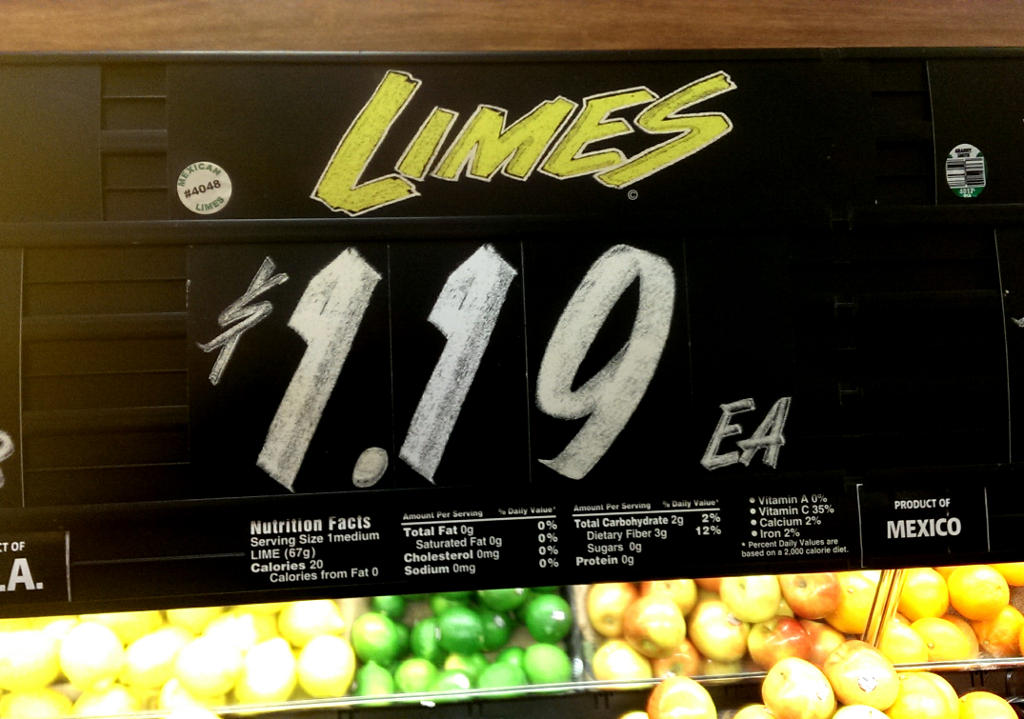 LIMES
©
MEXICAN
#4048
LIMES
$1.19 EA
Nutrition Facts
Serving Size 1medium
LIME (67g)
Calories 20
Calories from Fat 0
Amount Per Serving % Daily Value*
Total Fat 0g 0%
Saturated Fat 0g 0%
Cholesterol 0mg 0%
Sodium 0mg 0%
Amount Per Serving % Daily Value*
Total Carbohydrate 2g 2%
Dietary Fiber 3g 12%
Sugars 0g
Protein 0g
• Vitamin A 0%
• Vitamin C 35%
• Calcium 2%
• Iron 2%
* Percent Daily Values are
based on a 2,000 calorie diet.
PRODUCT OF
MEXICO
CT OF
.A.